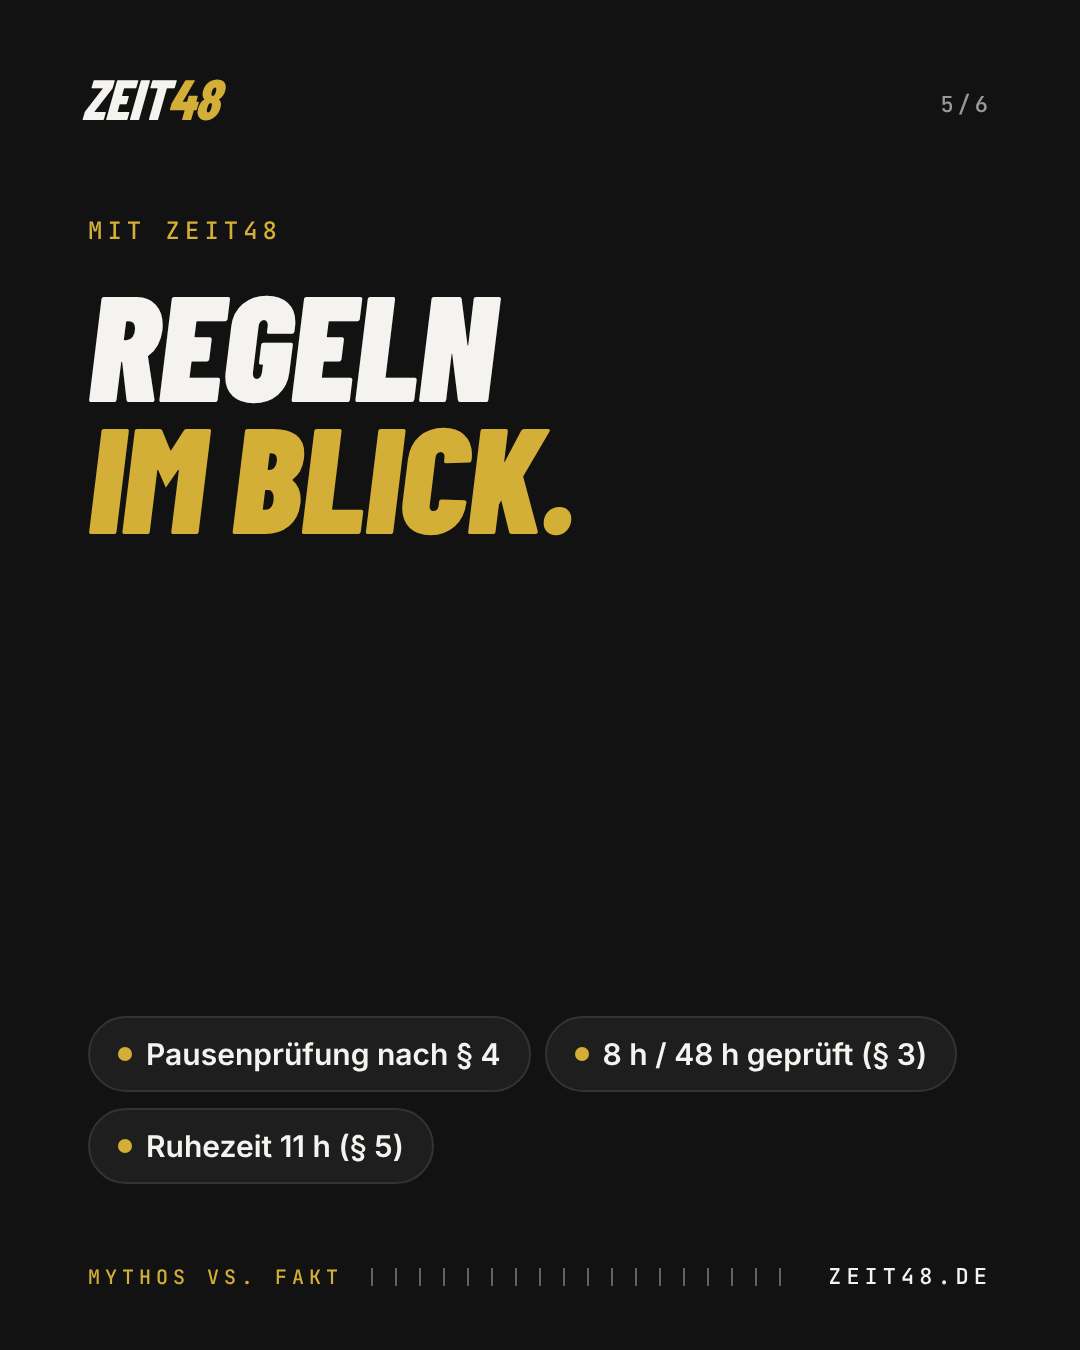 ZEIT48
5/6
MIT ZEIT48
REGELN
IM BLICK.
Pausenprüfung nach § 4
8 h / 48 h geprüft (§ 3)
Ruhezeit 11 h (§ 5)
MYTHOS VS. FAKT
ZEIT48.DE